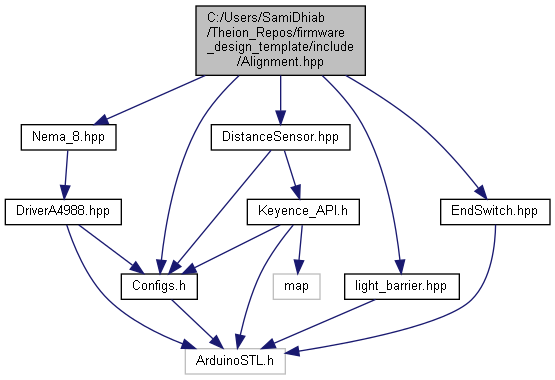 C:/Users/SamiDhiab
/Theion_Repos/firmware
_design_template/include
/Alignment.hpp
Nema_8.hpp
DistanceSensor.hpp
DriverA4988.hpp
Keyence_API.h
EndSwitch.hpp
Configs.h
map
light_barrier.hpp
ArduinoSTL.h